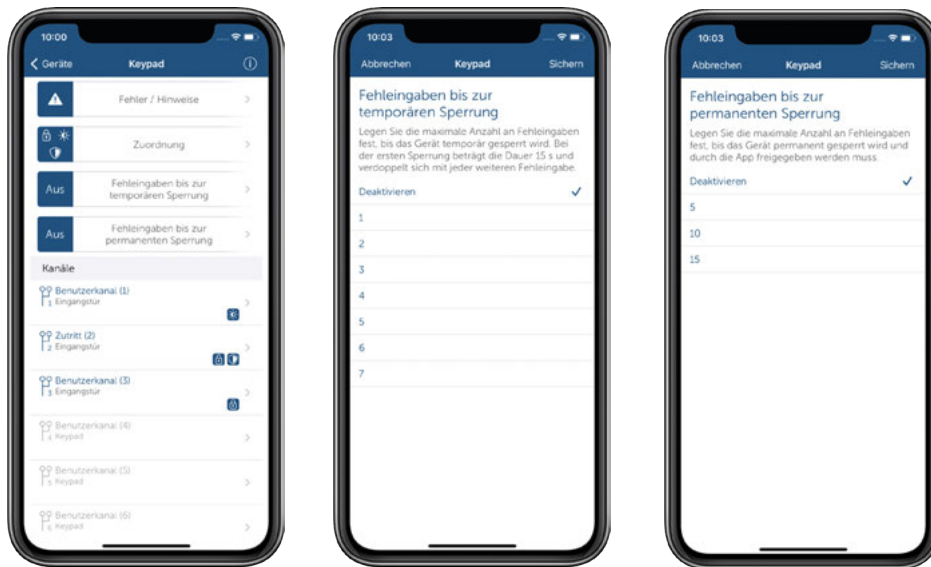 10:00
Geräte
Keypad
Fehler / Hinweise
Zuordnung
Aus
Fehleingaben bis zur
temporären Sperrung
Aus
Fehleingaben bis zur
permanenten Sperrung
Kanäle
Benutzerkanal (1)
1 Eingangstür
Zutritt (2)
2 Eingangstür
Benutzerkanal (3)
3 Eingangstür
Benutzerkanal (4)
4 Keypad
Benutzerkanal (5)
5 Keypad
Benutzerkanal (6)
6 Keypad
10:03
Abbrechen Keypad Sichern
Fehleingaben bis zur
temporären Sperrung
Legen Sie die maximale Anzahl an Fehleingaben
fest, bis das Gerät temporär gesperrt wird. Bei
der ersten Sperrung beträgt die Dauer 15 s und
verdoppelt sich mit jeder weiteren Fehleingabe.
Deaktivieren
1
2
3
4
5
6
7
10:03
Abbrechen Keypad Sichern
Fehleingaben bis zur
permanenten Sperrung
Legen Sie die maximale Anzahl an Fehleingaben
fest, bis das Gerät permanent gesperrt wird und
durch die App freigegeben werden muss.
Deaktivieren
5
10
15